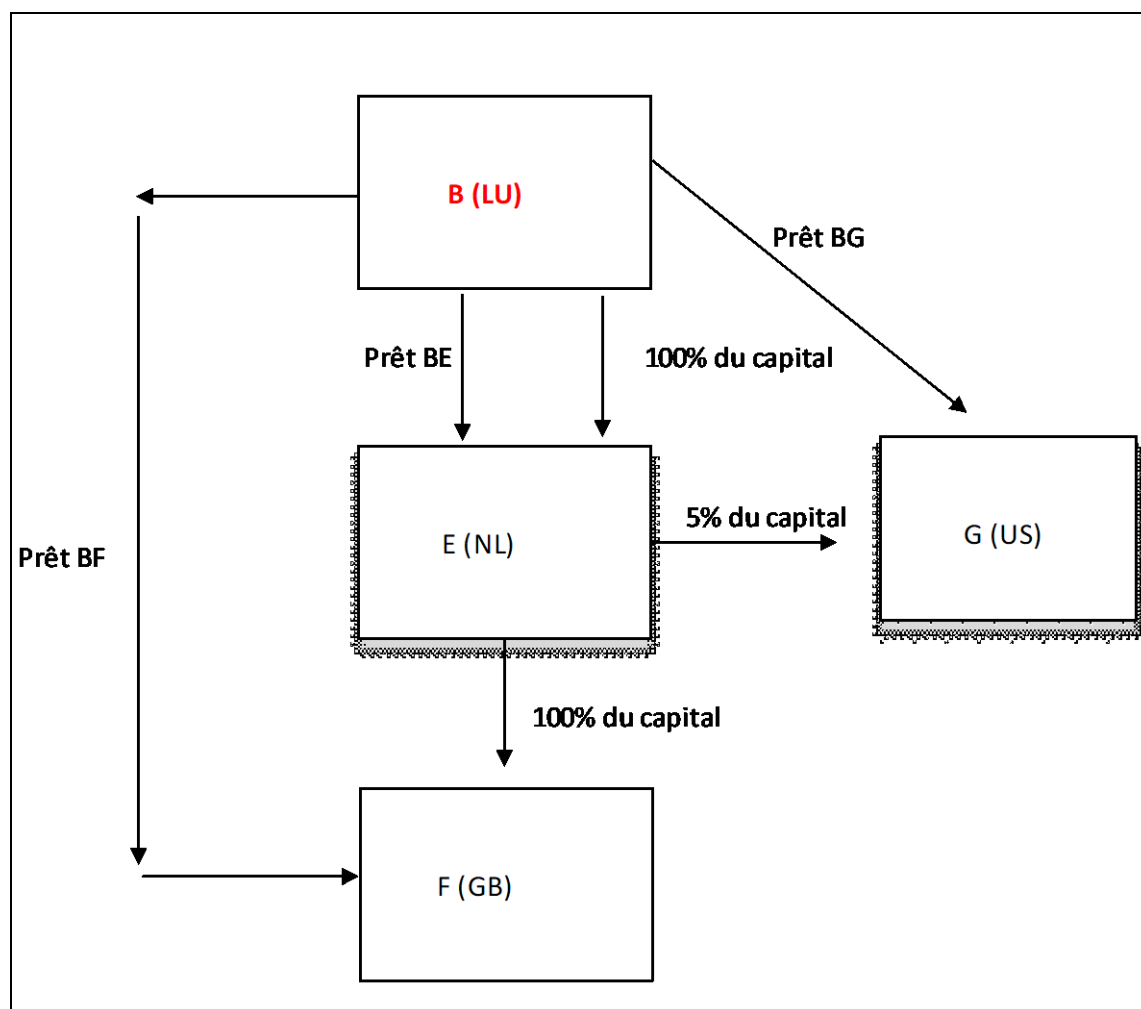 B (LU)
Prêt BG
Prêt BE
100% du capital
5% du capital
E (NL)
G (US)
Prêt BF
100% du capital
F (GB)